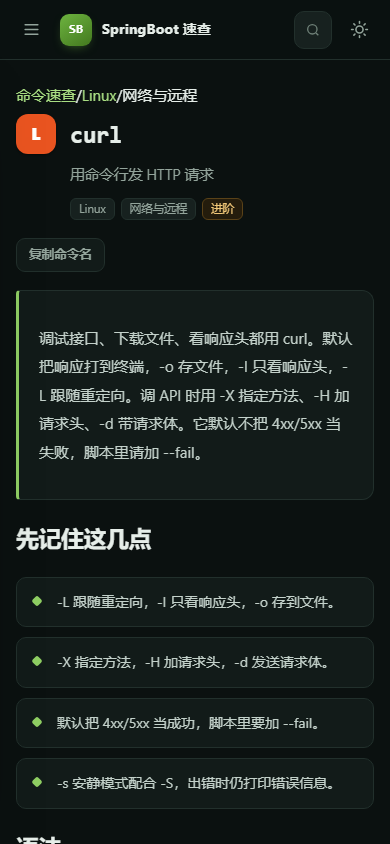 SB SpringBoot 速查
命令速查/Linux/网络与远程
L curl
用命令行发 HTTP 请求
Linux 网络与远程 进阶
复制命令名
调试接口、下载文件、看响应头都用 curl。默认
把响应打到终端，-o 存文件，-I 只看响应头，-
L 跟随重定向。调 API 时用 -X 指定方法、-H 加
请求头、-d 带请求体。它默认不把 4xx/5xx 当
失败，脚本里请加 --fail。
先记住这几点
-L 跟随重定向，-I 只看响应头，-o 存到文件。
-X 指定方法，-H 加请求头，-d 发送请求体。
默认把 4xx/5xx 当成功，脚本里要加 --fail。
-s 安静模式配合 -S，出错时仍打印错误信息。
语法